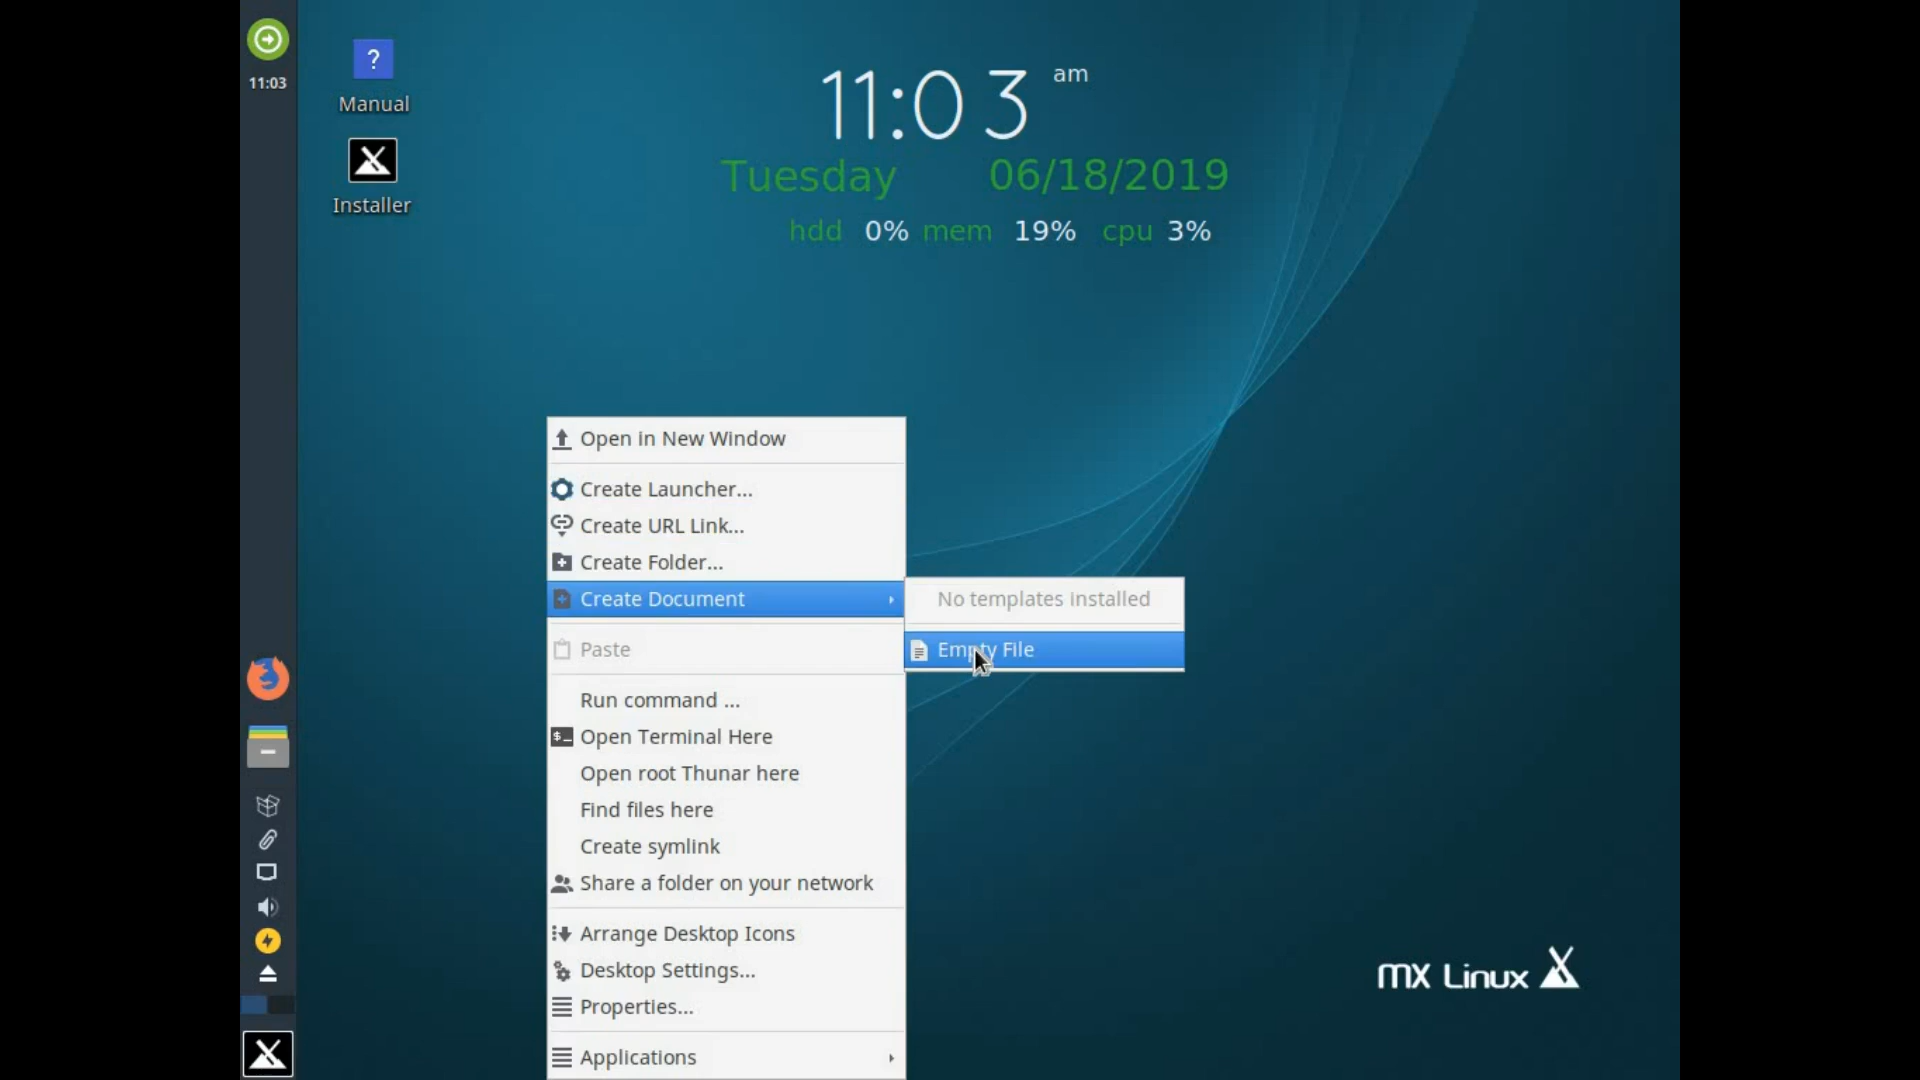 11:03
?
Manual
Installer
11:03 am
Tuesday 06/18/2019
hdd 0% mem 19% cpu 3%
Open in New Window
Create Launcher...
Create URL Link...
Create Folder...
Create Document
No templates installed
Empty File
Paste
Run command ...
$_ Open Terminal Here
Open root Thunar here
Find files here
Create symlink
Share a folder on your network
Arrange Desktop Icons
Desktop Settings...
Properties...
Applications
MX Linux